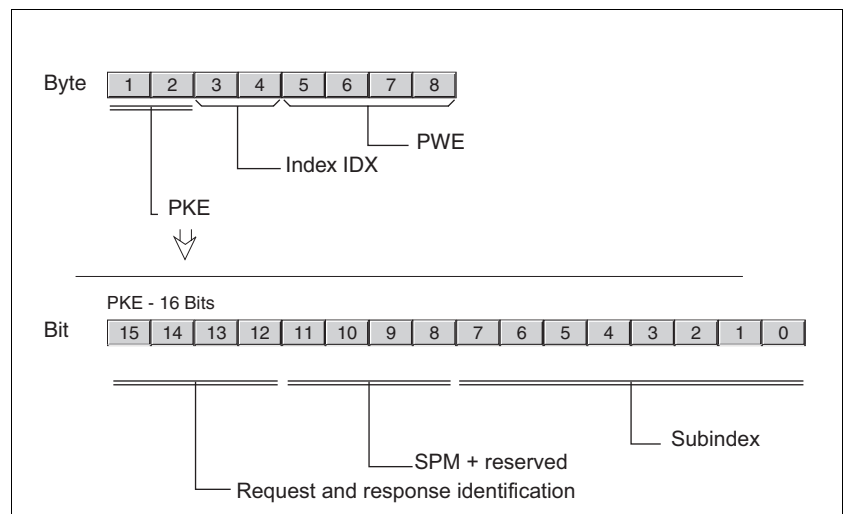 Byte 1 2 3 4 5 6 7 8
PWE
Index IDX
PKE
PKE - 16 Bits
Bit 15 14 13 12 11 10 9 8 7 6 5 4 3 2 1 0
Subindex
SPM + reserved
Request and response identification